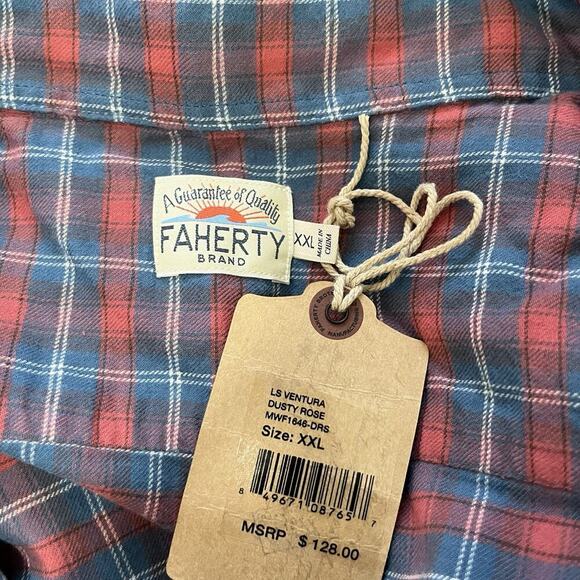 A Guarantee of Quality
FAHERTY
BRAND
XXL
MADE IN
CHINA
LS VENTURA
DUSTY ROSE
MWF1646-DRS
Size: XXL
8 49671 08765 7
MSRP $ 128.00